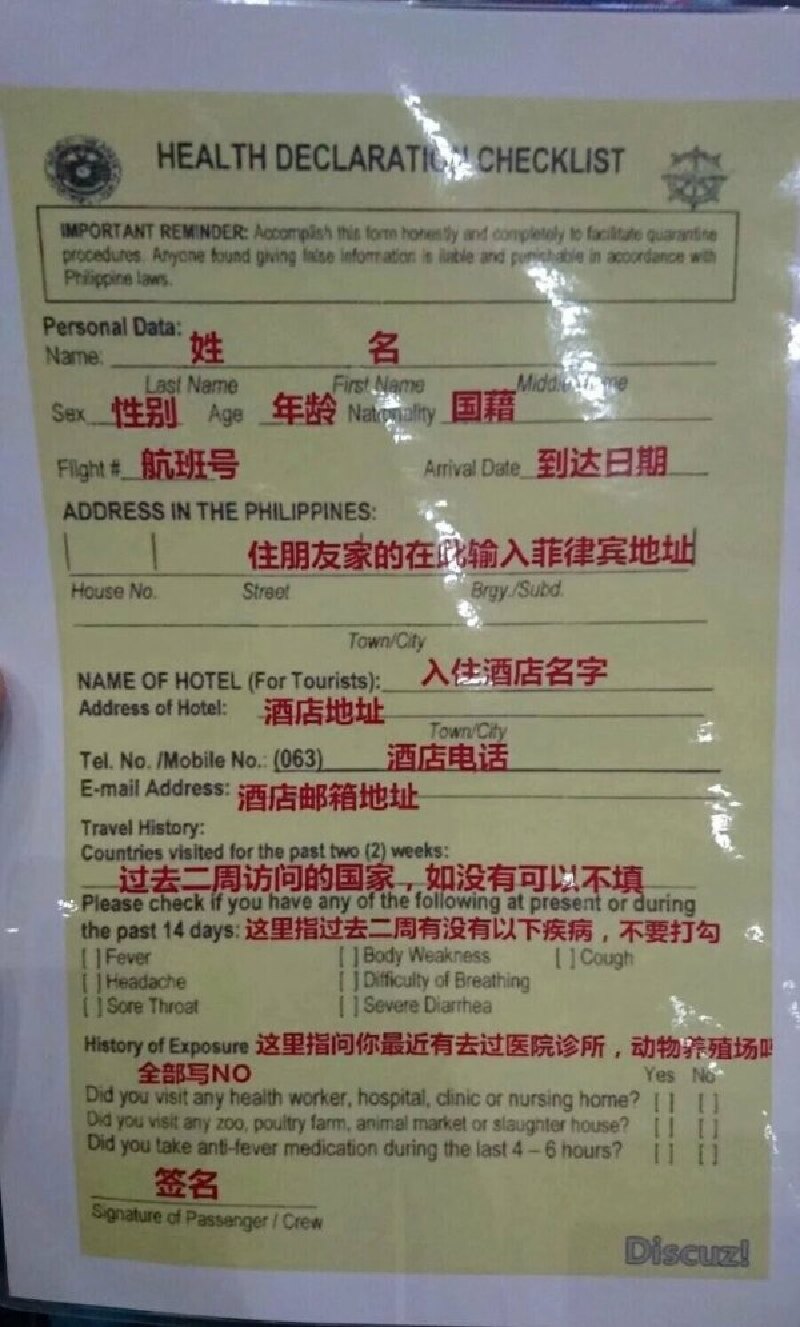 HEALTH DECLARATION CHECKLIST
IMPORTANT REMINDER: Accomplish this form honestly and completely to facilitate quarantine
procedures. Anyone found giving false information is liable and punishable in accordance with
Philippine laws.
Personal Data:
Name: 姓 名
Last Name First Name Middle Name
Sex 性别 Age 年龄 Nationality 国藉
Flight # 航班号 Arrival Date 到达日期
ADDRESS IN THE PHILIPPINES:
住朋友家的在此输入菲律宾地址
House No. Street Brgy./Subd.
Town/City
NAME OF HOTEL (For Tourists): 入住酒店名字
Address of Hotel: 酒店地址
Town/City
Tel. No. /Mobile No.: (063) 酒店电话
E-mail Address: 酒店邮箱地址
Travel History:
Countries visited for the past two (2) weeks:
过去二周访问的国家，如没有可以不填
Please check if you have any of the following at present or during
the past 14 days: 这里指过去二周有没有以下疾病，不要打勾
[ ] Fever [ ] Body Weakness [ ] Cough
[ ] Headache [ ] Difficulty of Breathing
[ ] Sore Throat [ ] Severe Diarrhea
History of Exposure 这里指问你最近有去过医院诊所，动物养殖场吗
全部写NO Yes No
Did you visit any health worker, hospital, clinic or nursing home? [ ] [ ]
Did you visit any zoo, poultry farm, animal market or slaughter house? [ ] [ ]
Did you take anti-fever medication during the last 4 – 6 hours? [ ] [ ]
签名
Signature of Passenger / Crew
Discuz!